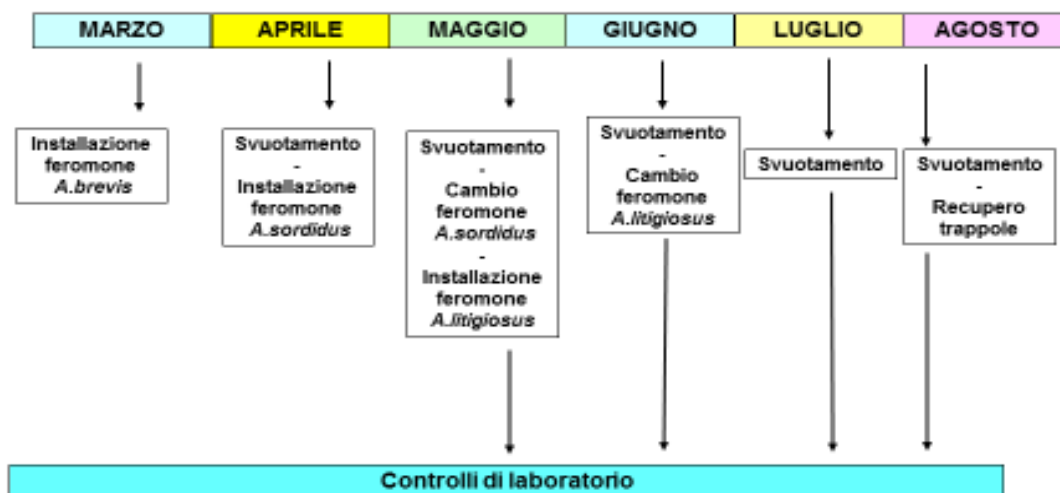 MARZO APRILE MAGGIO GIUGNO LUGLIO AGOSTO
Installazione
feromone
A.brevis
Svuotamento
-
Installazione
feromone
A.sordidus
Svuotamento
-
Cambio
feromone
A.sordidus
-
Installazione
feromone
A.litigiosus
Svuotamento
-
Cambio
feromone
A.litigiosus
Svuotamento
Svuotamento
-
Recupero
trappole
Controlli di laboratorio